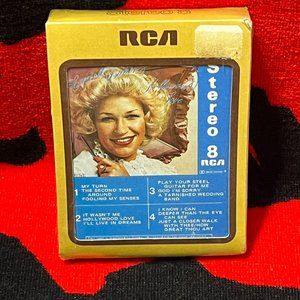 RCA
Stereo 8
RCA
MY TURN
THE SECOND TIME
AROUND
FOOLING MY SENSES
2 IT WASN'T ME
HOLLYWOOD LOVE
I'LL LIVE IN DREAMS
3 PLAY YOUR STEEL
GUITAR FOR ME
GOD I'M SORRY
A TARNISHED WEDDING
BAND
4 I KNOW I CAN
DEEPER THAN THE EYE
CAN SEE
JUST A CLOSER WALK
WITH THEE/HOW
GREAT THOU ART